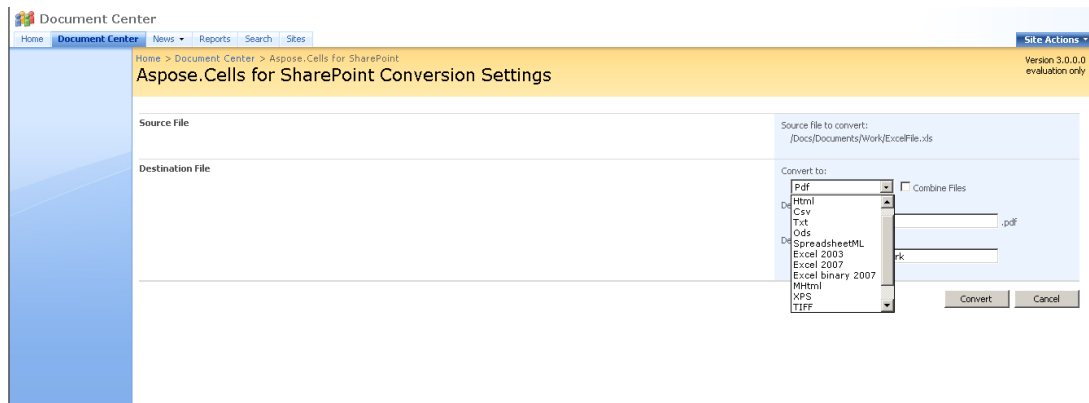 Document Center
Home Document Center News Reports Search Sites
Site Actions
Home > Document Center > Aspose.Cells for SharePoint
Aspose.Cells for SharePoint Conversion Settings
Version 3.0.0.0
evaluation only
Source File
Source file to convert:
/Docs/Documents/Work/ExcelFile.xls
Destination File
Convert to:
Pdf
Combine Files
Html
Csv
Txt
Ods
SpreadsheetML
Excel 2003
Excel 2007
Excel binary 2007
MHtml
XPS
TIFF
De
.pdf
De
rk
Convert Cancel